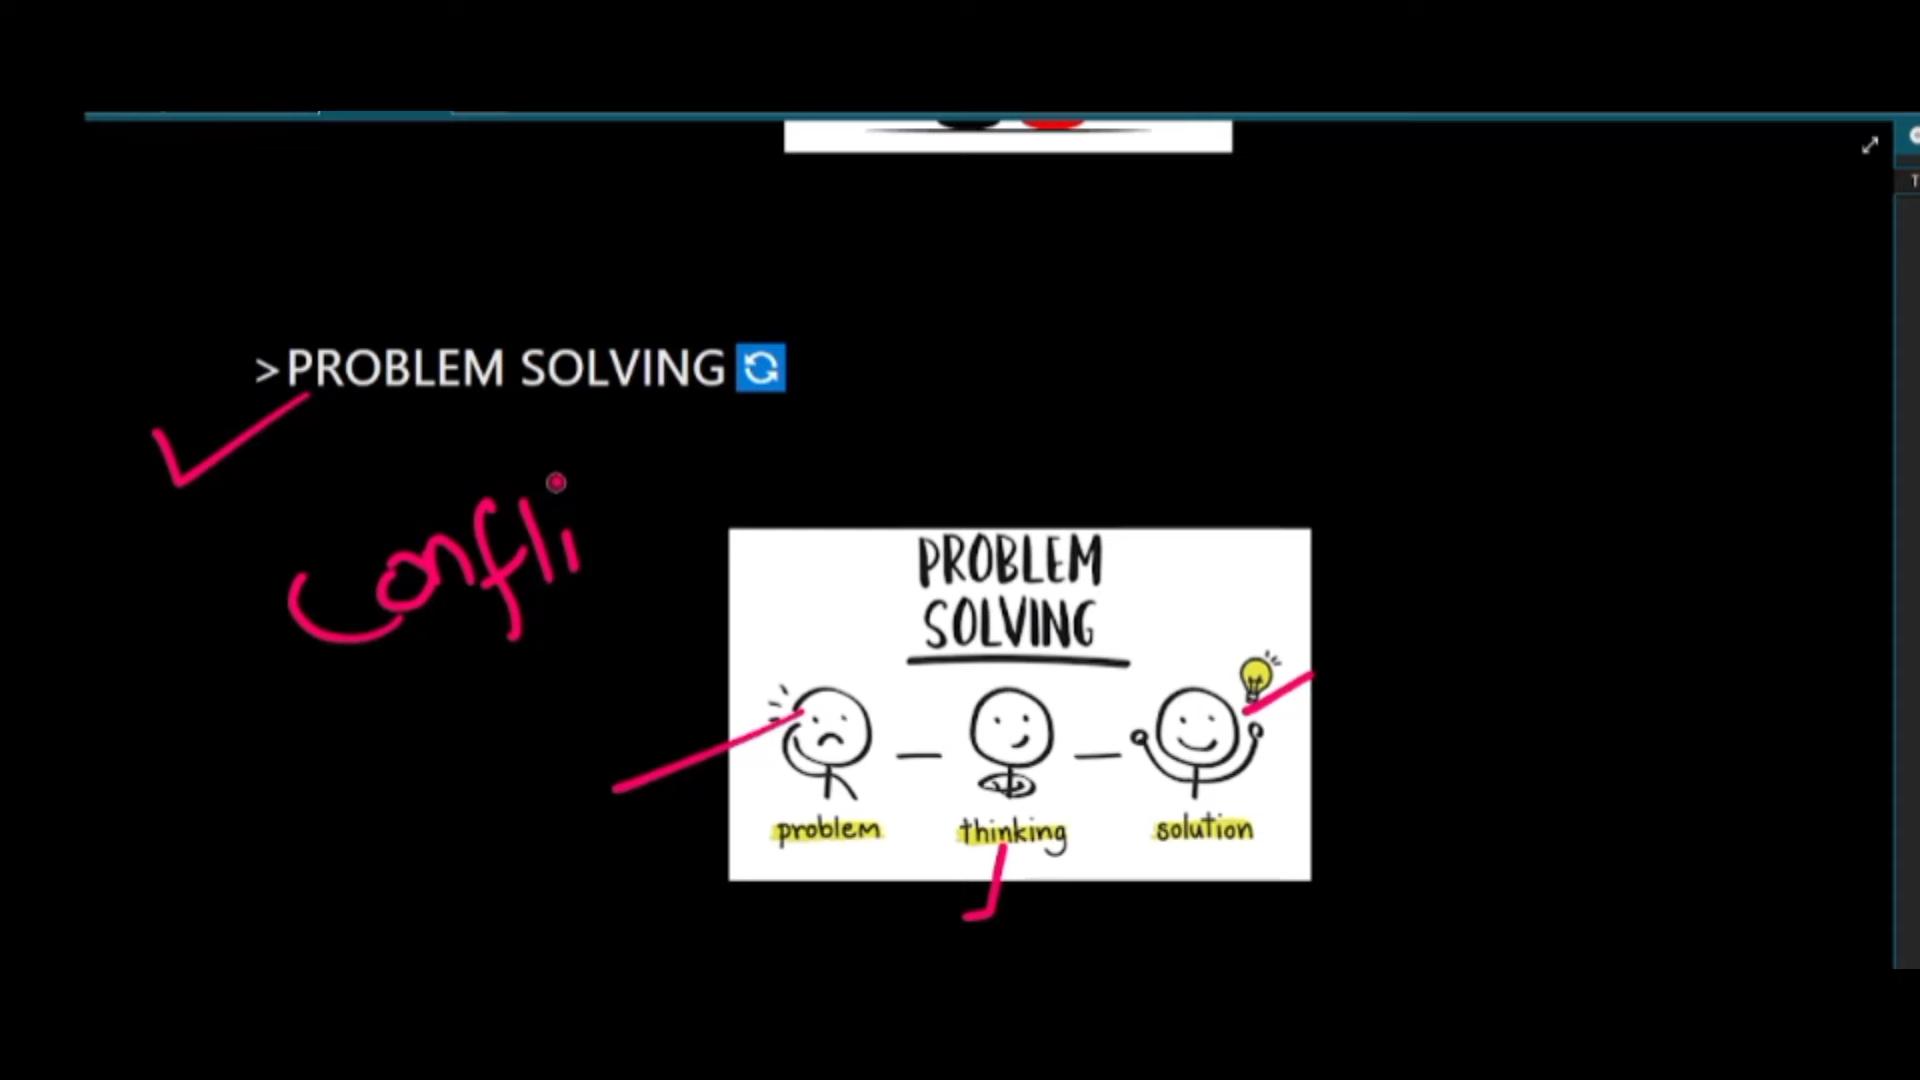 T
>PROBLEM SOLVING
Confli
PROBLEM
SOLVING
problem thinking solution